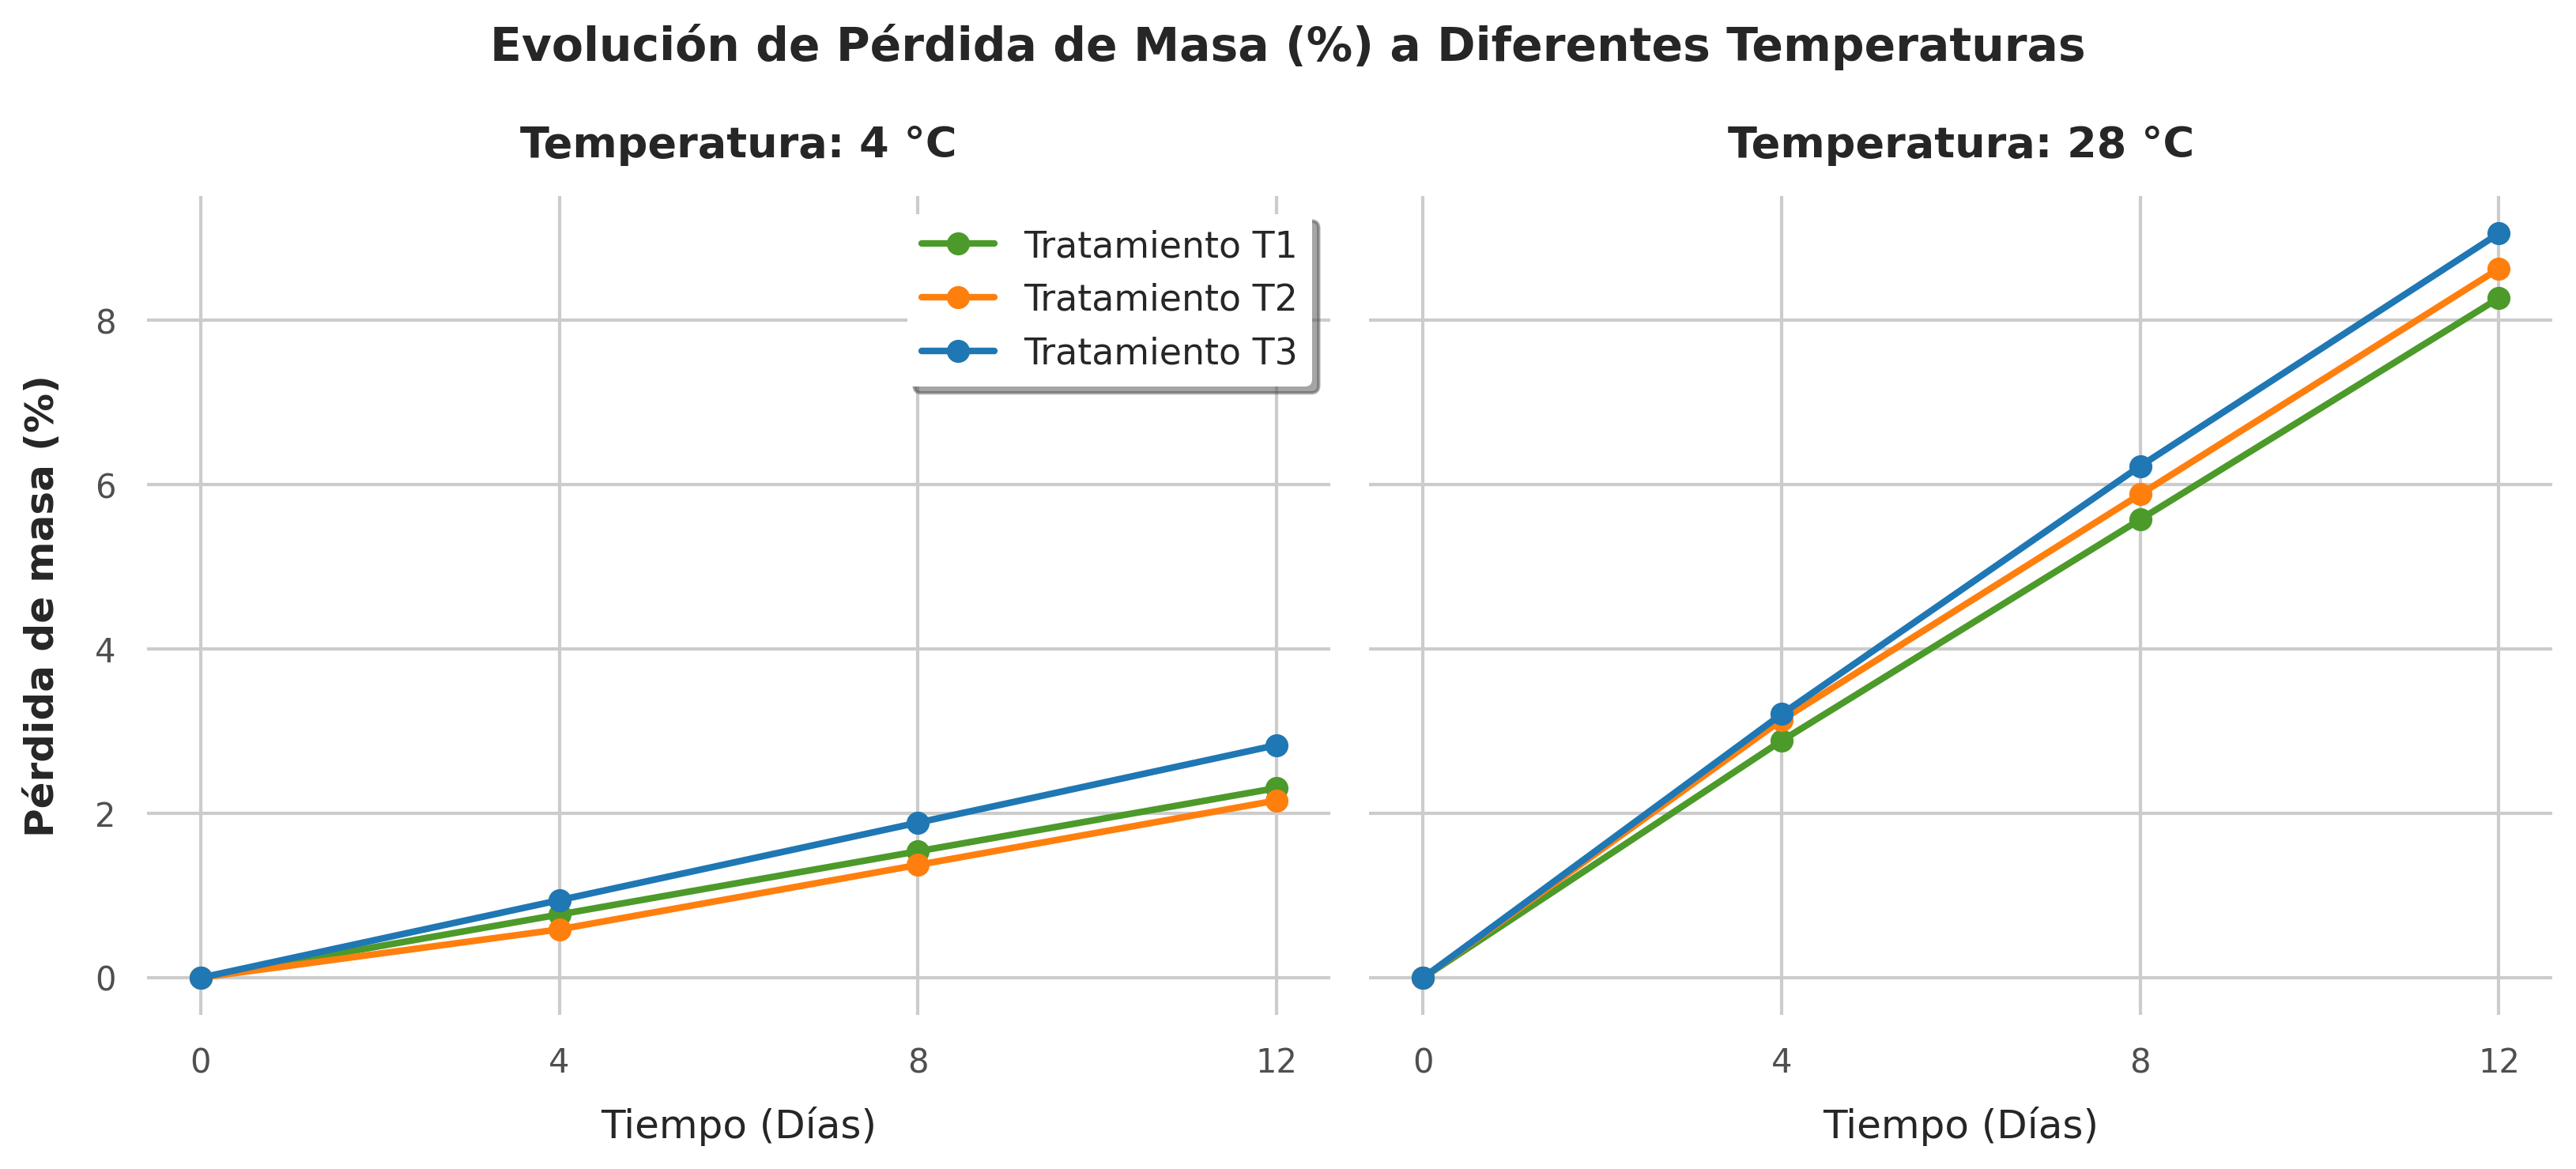 Evolución de Pérdida de Masa (%) a Diferentes Temperaturas
Temperatura: 4 °C
Temperatura: 28 °C
Tratamiento T1
Tratamiento T2
Tratamiento T3
Pérdida de masa (%)
8
6
4
2
0
0 4 8 12
0 4 8 12
Tiempo (Días)
Tiempo (Días)